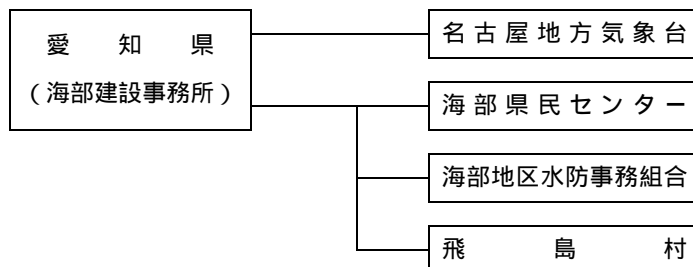 愛知県
（海部建設事務所）
名古屋地方気象台
海部県民センター
海部地区水防事務組合
飛島村